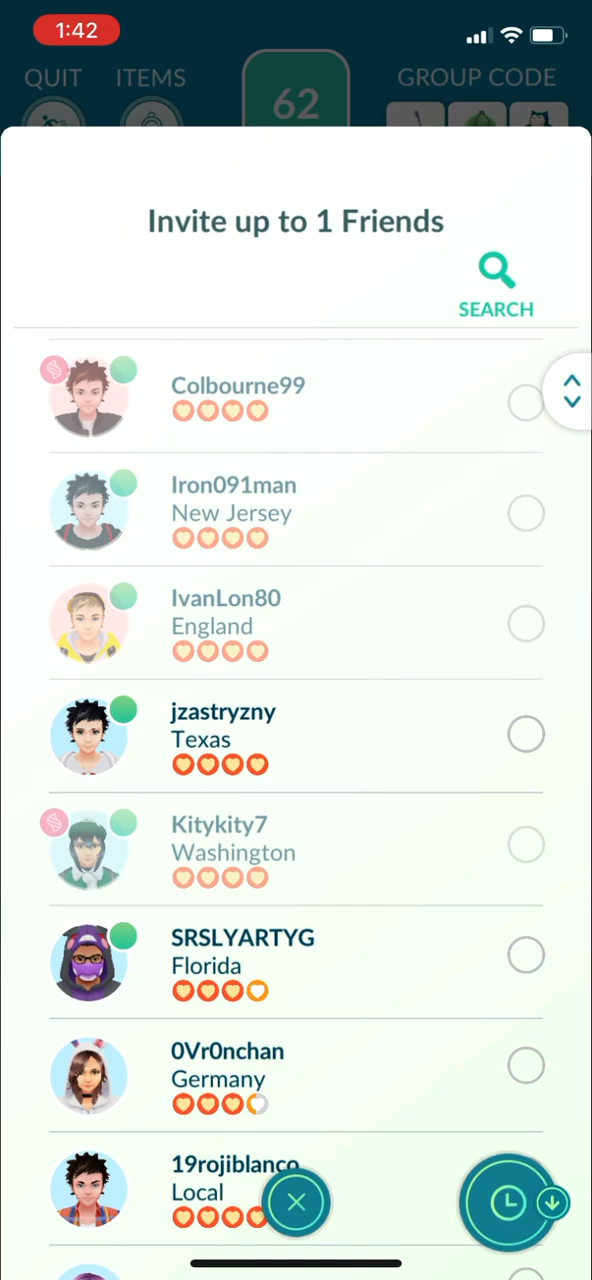 1:42
QUIT ITEMS 62 GROUP CODE
Invite up to 1 Friends
SEARCH
Colbourne99
Iron091man
New Jersey
IvanLon80
England
jzastryzny
Texas
Kitykity7
Washington
SRSLYARTYG
Florida
0Vr0nchan
Germany
19rojiblanco
Local